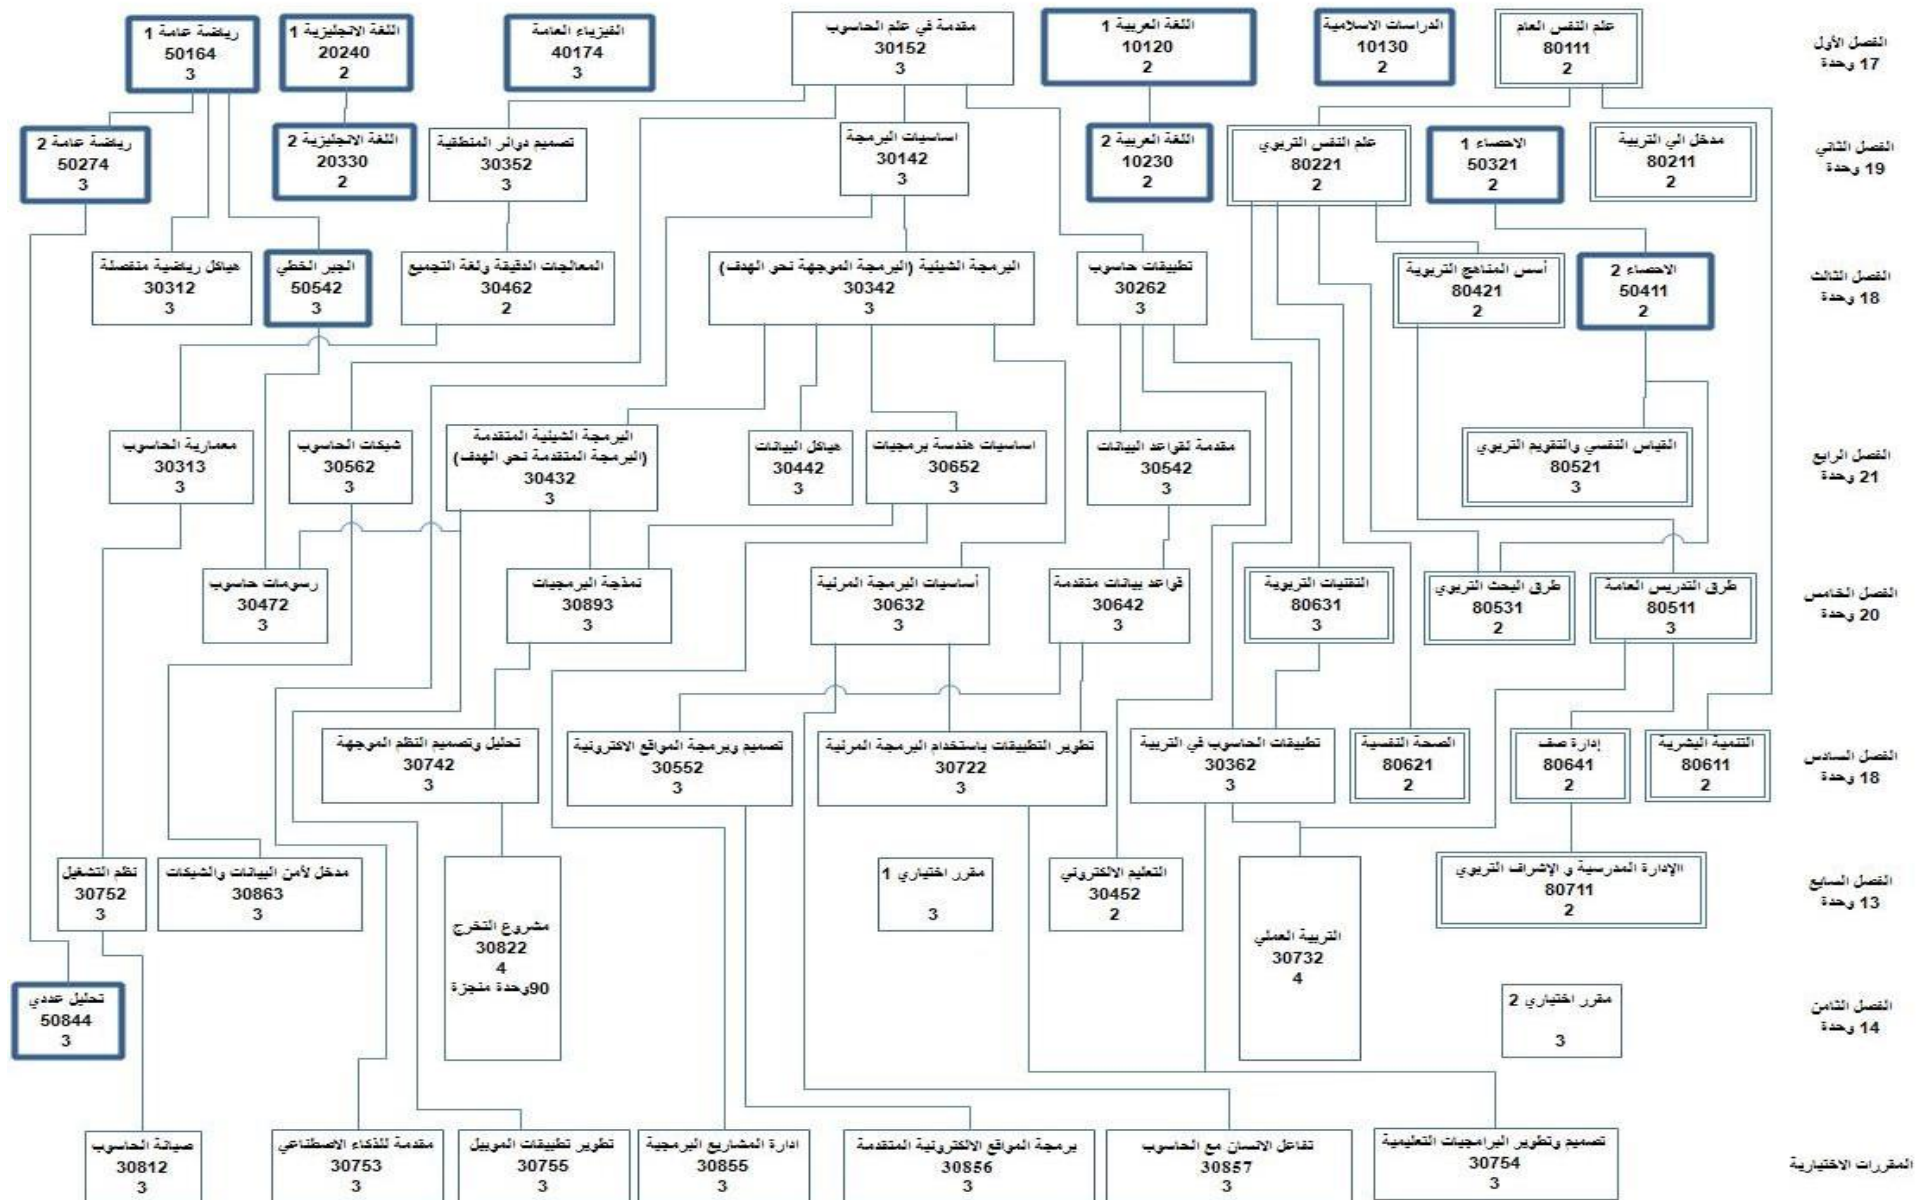 الفصل الأول
17 وحدة
علم النفس العام
80111
2
الدراسات الاسلامية
10130
2
اللغة العربية 1
10120
2
مقدمة في علم الحاسوب
30152
3
الفيزياء العامة
40174
3
اللغة الانجليزية 1
20240
2
رياضة عامة 1
50164
3
الفصل الثاني
19 وحدة
مدخل الي التربية
80211
2
الاحصاء 1
50321
2
علم النفس التربوي
80221
2
اللغة العربية 2
10230
2
اساسيات البرمجة
30142
3
تصميم دوائر المنطقية
30352
3
اللغة الانجليزية 2
20330
2
رياضة عامة 2
50274
3
الفصل الثالث
18 وحدة
الاحصاء 2
50411
2
أسس المناهج التربوية
80421
2
تطبيقات حاسوب
30262
3
البرمجة الشيئية (البرمجة الموجهة نحو الهدف)
30342
3
المعالجات الدقيقة ولغة التجميع
30462
2
الجبر الخطي
50542
3
هياكل رياضية منفصلة
30312
3
الفصل الرابع
21 وحدة
القياس النفسي والتقويم التربوي
80521
3
مقدمة لقواعد البيانات
30542
3
اساسيات هندسة برمجيات
30652
3
هياكل البيانات
30442
3
البرمجة الشيئية المتقدمة
(البرمجة المتقدمة نحو الهدف)
30432
3
شبكات الحاسوب
30562
3
معمارية الحاسوب
30313
3
الفصل الخامس
20 وحدة
طرق التدريس العامة
80511
3
طرق البحث التربوي
80531
2
التقنيات التربوية
80631
3
قواعد بيانات متقدمة
30642
3
أساسيات البرمجة المرئية
30632
3
نمذجة البرمجيات
30893
3
رسومات حاسوب
30472
3
الفصل السادس
18 وحدة
التنمية البشرية
80611
2
إدارة صف
80641
2
الصحة النفسية
80621
2
تطبيقات الحاسوب في التربية
30362
3
تطوير التطبيقات باستخدام البرمجة المرئية
30722
3
تصميم وبرمجة المواقع الاكترونية
30552
3
تحليل وتصميم النظم الموجهة
30742
3
الفصل السابع
13 وحدة
االإدارة المدرسية و الإشراف التربوي
80711
2
التربية العملي
30732
4
التعليم الالكتروني
30452
2
مقرر اختياري 1
3
مشروع التخرج
30822
4
90وحدة منجزة
مدخل لأمن البيانات والشبكات
30863
3
نظم التشغيل
30752
3
الفصل الثامن
14 وحدة
مقرر اختياري 2
3
تحليل عددي
50844
3
المقررات الاختيارية
تصميم وتطوير البرامجيات التعليمية
30754
3
تفاعل الانسان مع الحاسوب
30857
3
برمجة المواقع الالكترونية المتقدمة
30856
3
ادارة المشاريع البرمجية
30855
3
تطوير تطبيقات الموبيل
30755
3
مقدمة للذكاء الاصطناعي
30753
3
صيانة الحاسوب
30812
3